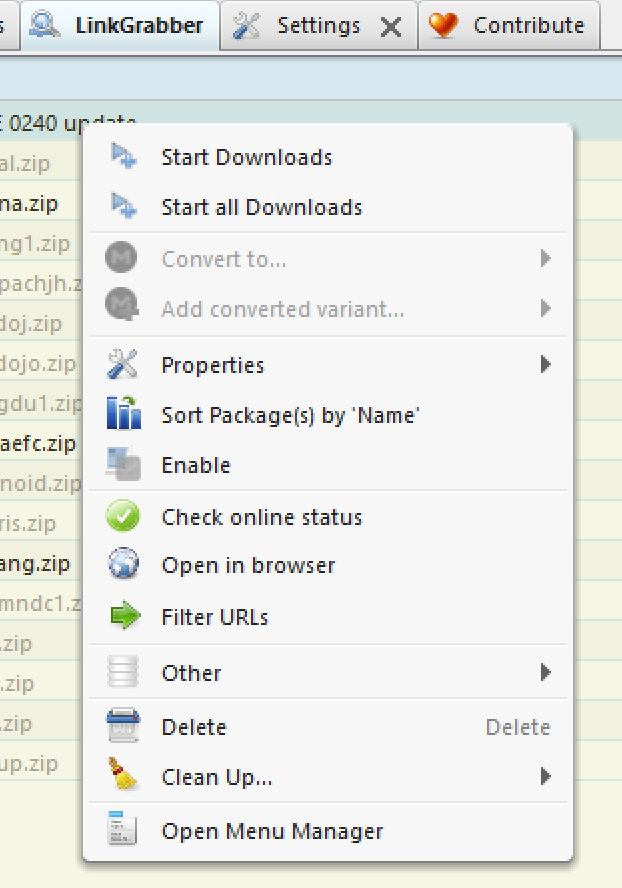 s LinkGrabber Settings Contribute
E 0240 update
al.zip
na.zip
ng1.zip
pachjh.z
doj.zip
dojo.zip
gdu1.zip
aefc.zip
noid.zip
ris.zip
ang.zip
mndc1.z
.zip
.zip
.zip
up.zip
Start Downloads
Start all Downloads
Convert to...
Add converted variant...
Properties
Sort Package(s) by 'Name'
Enable
Check online status
Open in browser
Filter URLs
Other
Delete Delete
Clean Up...
Open Menu Manager